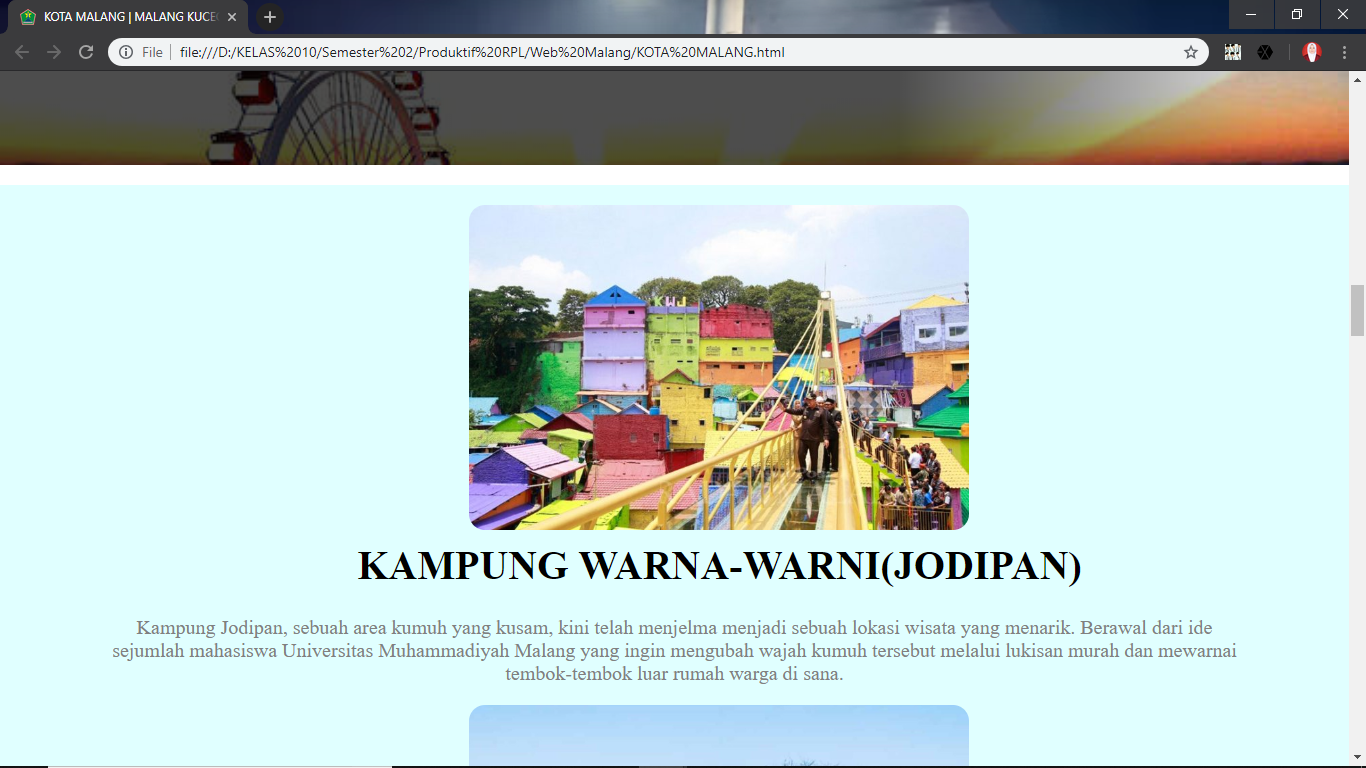 KOTA MALANG | MALANG KUCE
File
file:///D:/KELAS%2010/Semester%202/Produktif%20RPL/Web%20Malang/KOTA%20MALANG.html
KWJ
KAMPUNG WARNA-WARNI(JODIPAN)
Kampung Jodipan, sebuah area kumuh yang kusam, kini telah menjelma menjadi sebuah lokasi wisata yang menarik. Berawal dari ide
sejumlah mahasiswa Universitas Muhammadiyah Malang yang ingin mengubah wajah kumuh tersebut melalui lukisan murah dan mewarnai
tembok-tembok luar rumah warga di sana.